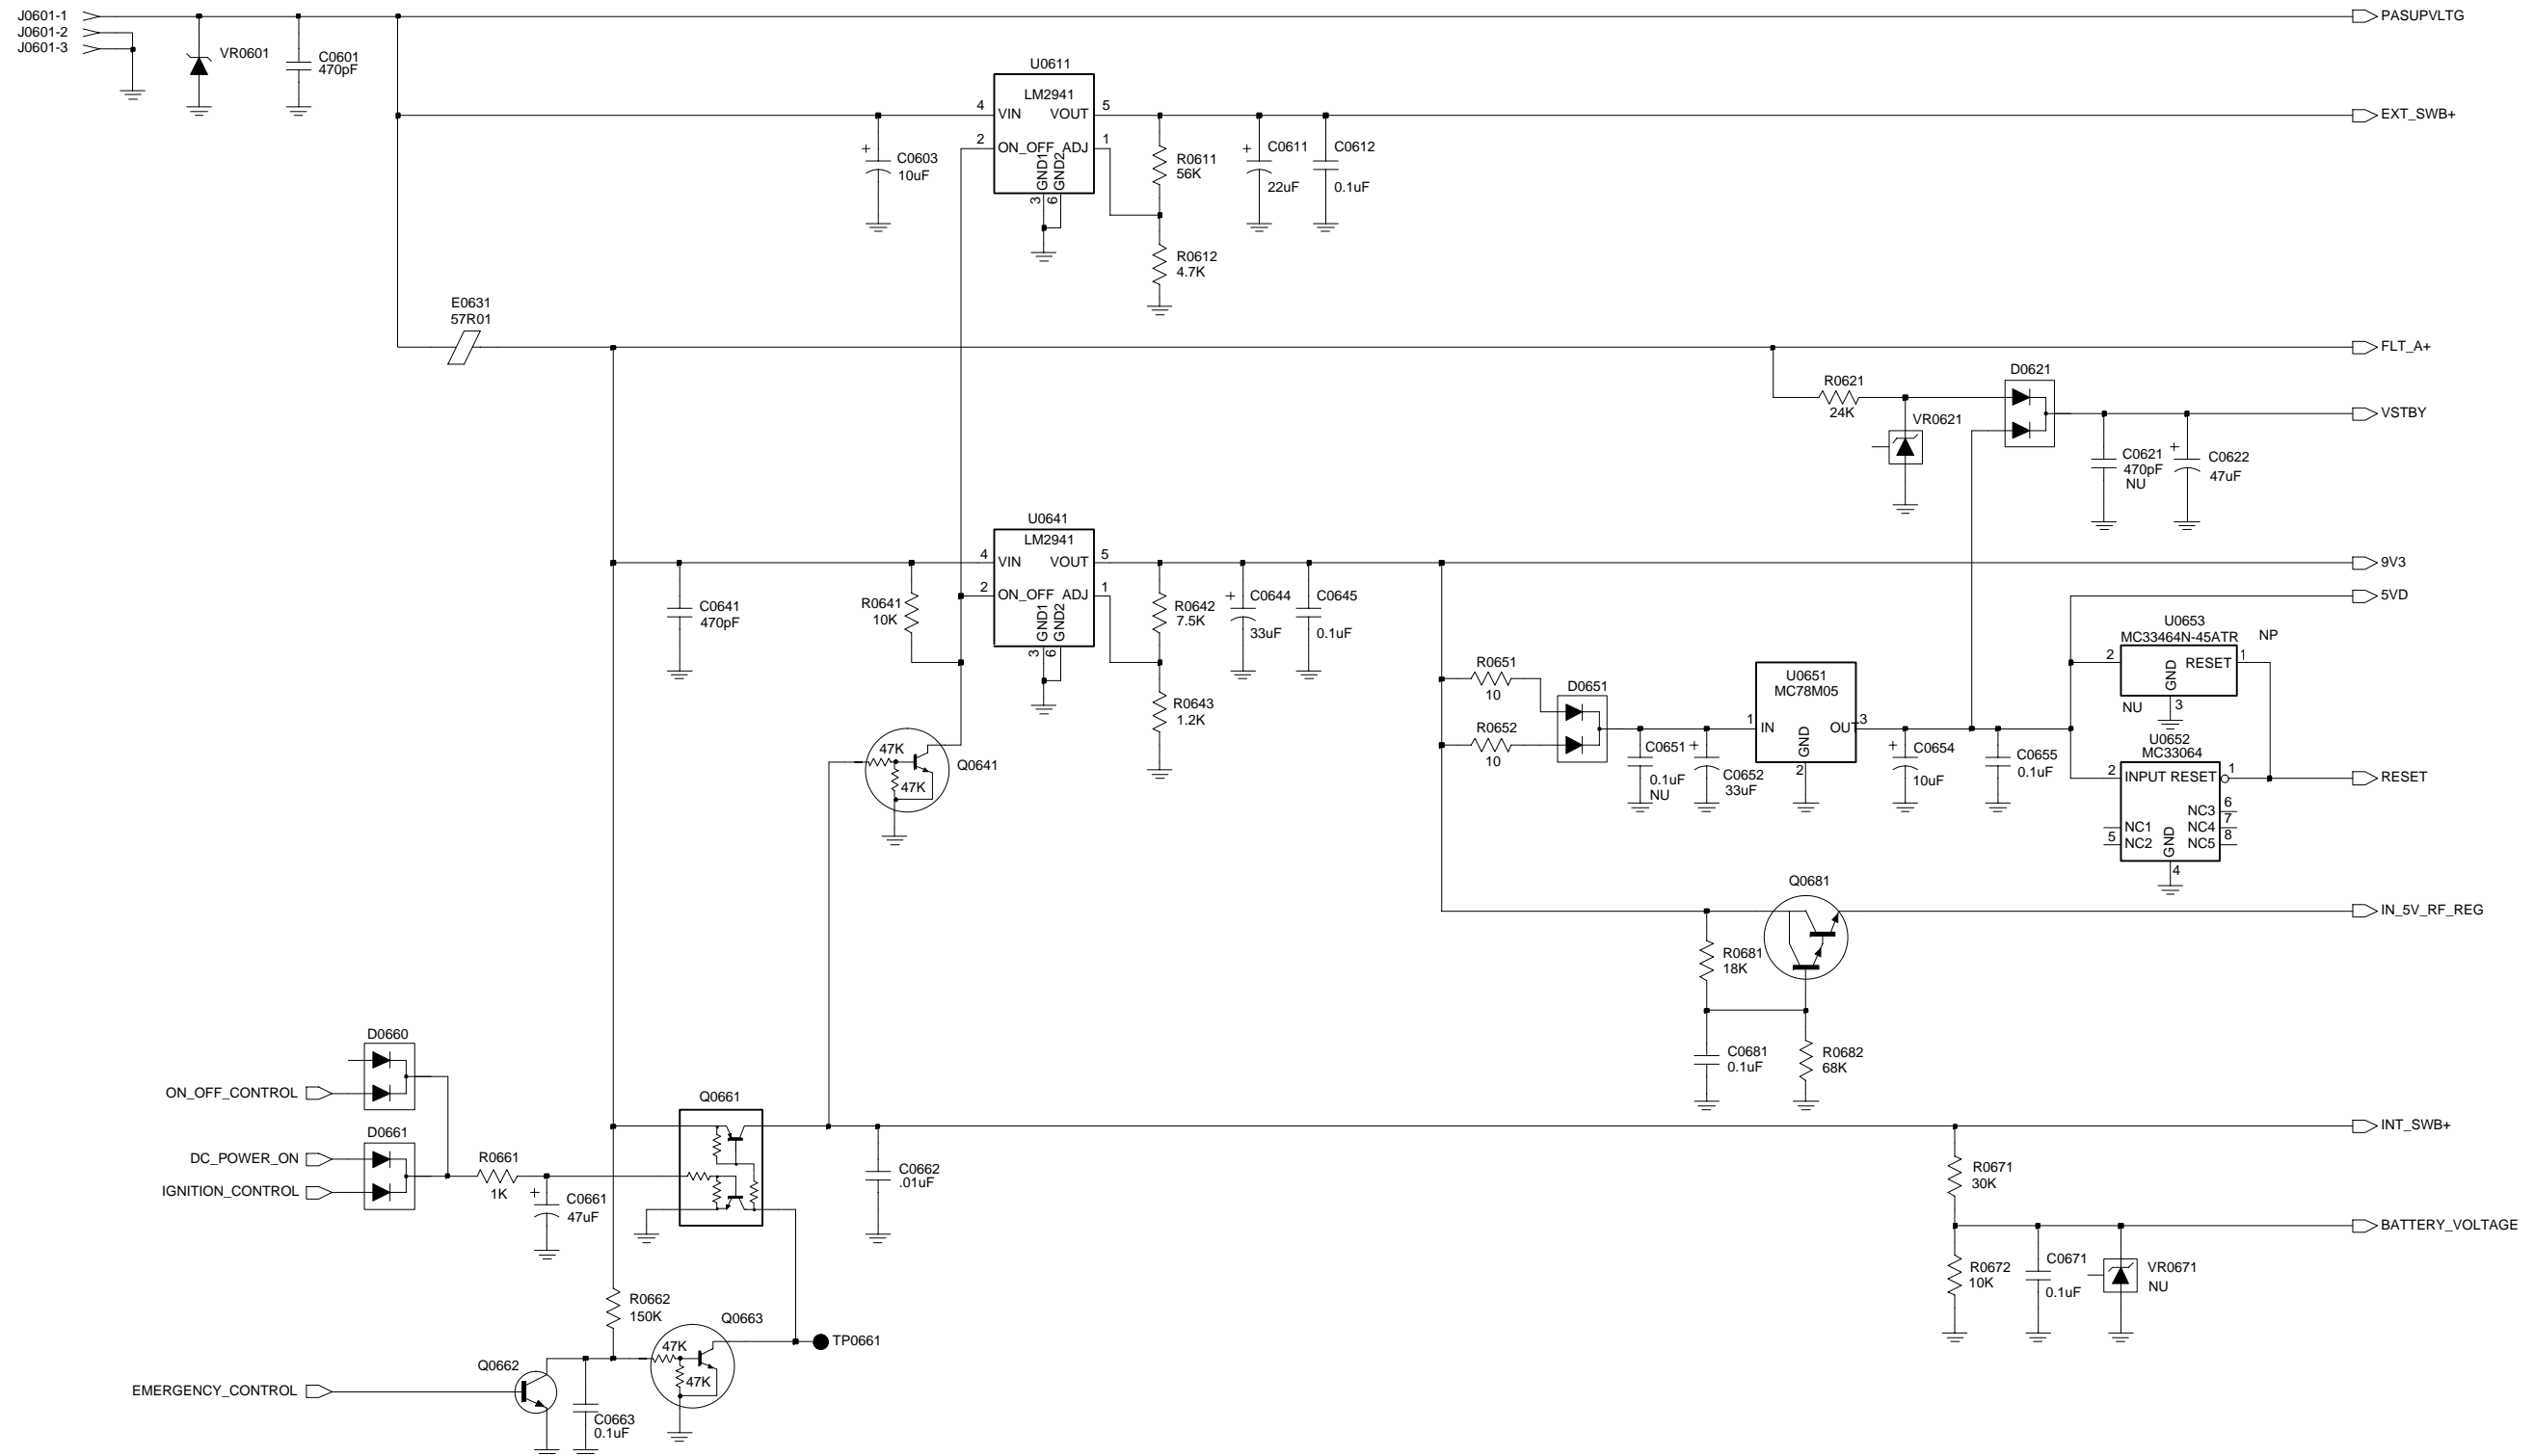 J0601-1
J0601-2
J0601-3
PASUPVLTG
VR0601
C0601
470pF
U0611
LM2941
4
VIN
VOUT
5
2
ON_OFF
ADJ
1
GND1
GND2
3
6
EXT_SWB+
+
C0603
10uF
R0611
56K
+
C0611
22uF
C0612
0.1uF
R0612
4.7K
E0631
57R01
FLT_A+
R0621
24K
VR0621
D0621
VSTBY
C0621
470pF
NU
+
C0622
47uF
U0641
LM2941
4
VIN
VOUT
5
2
ON_OFF
ADJ
1
GND1
GND2
3
6
9V3
5VD
C0641
470pF
R0641
10K
R0642
7.5K
+
C0644
33uF
C0645
0.1uF
R0643
1.2K
U0653
MC33464N-45ATR
NP
2
RESET
1
GND
3
NU
R0651
10
R0652
10
D0651
U0651
MC78M05
1
IN
OUT
3
GND
2
C0651
0.1uF
NU
+
C0652
33uF
+
C0654
10uF
C0655
0.1uF
U0652
MC33064
2
INPUT
RESET
1
NC3
6
NC1
NC4
7
5
NC2
NC5
8
GND
4
RESET
47K
47K
Q0641
Q0681
IN_5V_RF_REG
R0681
18K
C0681
0.1uF
R0682
68K
D0660
ON_OFF_CONTROL
D0661
DC_POWER_ON
IGNITION_CONTROL
R0661
1K
+
C0661
47uF
Q0661
C0662
.01uF
INT_SWB+
R0671
30K
BATTERY_VOLTAGE
R0672
10K
C0671
0.1uF
VR0671
NU
R0662
150K
Q0663
47K
47K
TP0661
Q0662
EMERGENCY_CONTROL
C0663
0.1uF